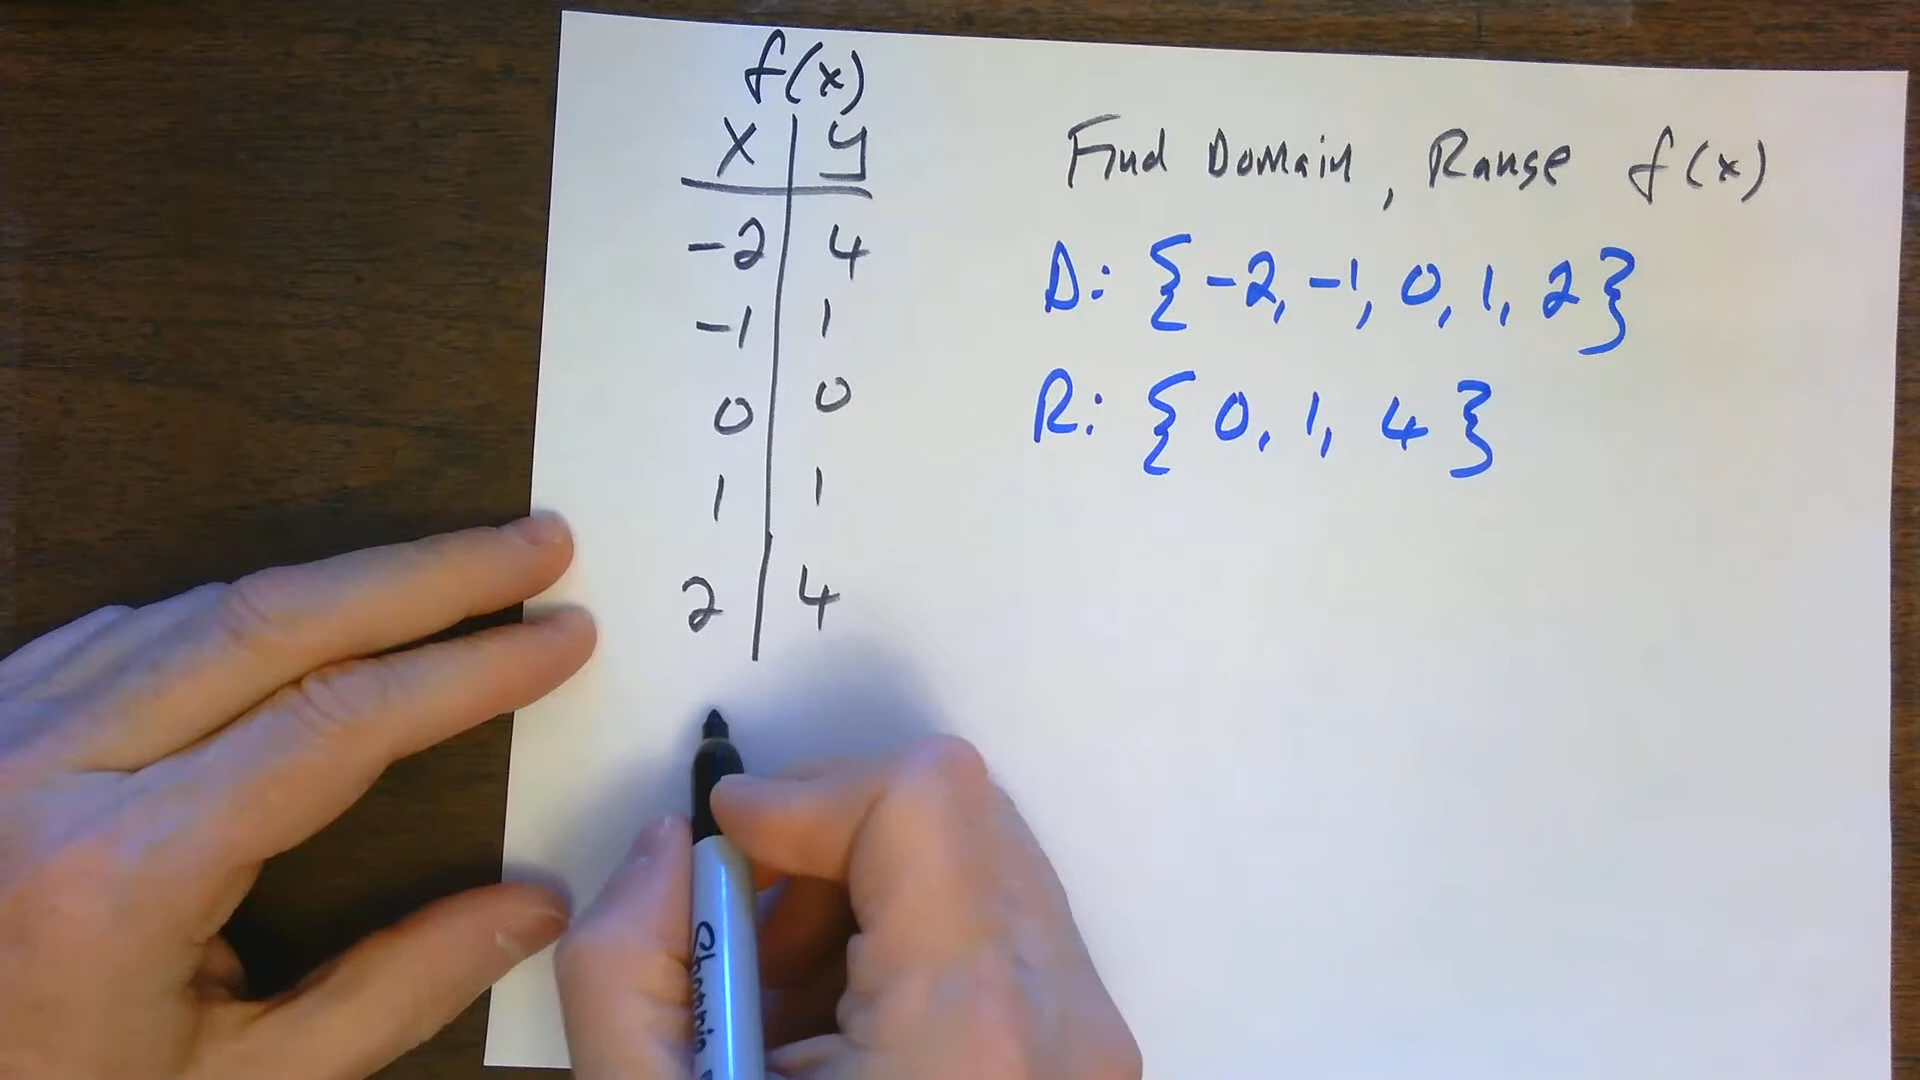 f(x)
x y
-2 4
-1 1
0 0
1 1
2 4
Find Domain, Range f(x)
D: {-2, -1, 0, 1, 2}
R: {0, 1, 4}
Sharpie